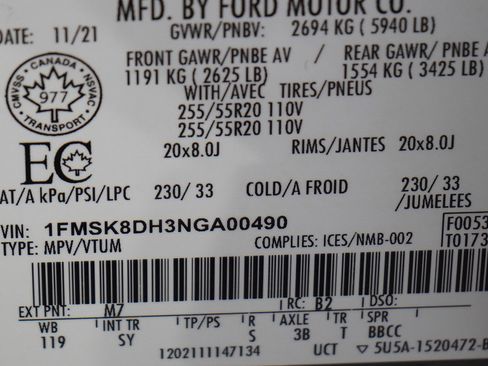 MFD. BY FORD MOTOR CO.
DATE: 11/21 GVWR/PNBV: 2694 KG ( 5940 LB)
FRONT GAWR/PNBE AV / REAR GAWR/ PNBE A
1191 KG ( 2625 LB) 1554 KG ( 3425 LB)
WITH/AVEC TIRES/PNEUS
255/55R20 110V
255/55R20 110V
20x8.0J RIMS/JANTES 20x8.0J
CANADA
CMVSS NSVAC
977
TRANSPORT
EC
AT/A kPa/PSI/LPC 230/ 33 COLD/A FROID 230/ 33
/JUMELEES
VIN: 1FMSK8DH3NGA00490 F0053
TYPE: MPV/VTUM COMPLIES: ICES/NMB-002 T0173
EXT PNT: M7 RC: B2 DSO:
WB INT TR TP/PS R AXLE TR SPR
119 SY S 3B T BBCC
1202111147134 UCT ▽ 5U5A-1520472-B